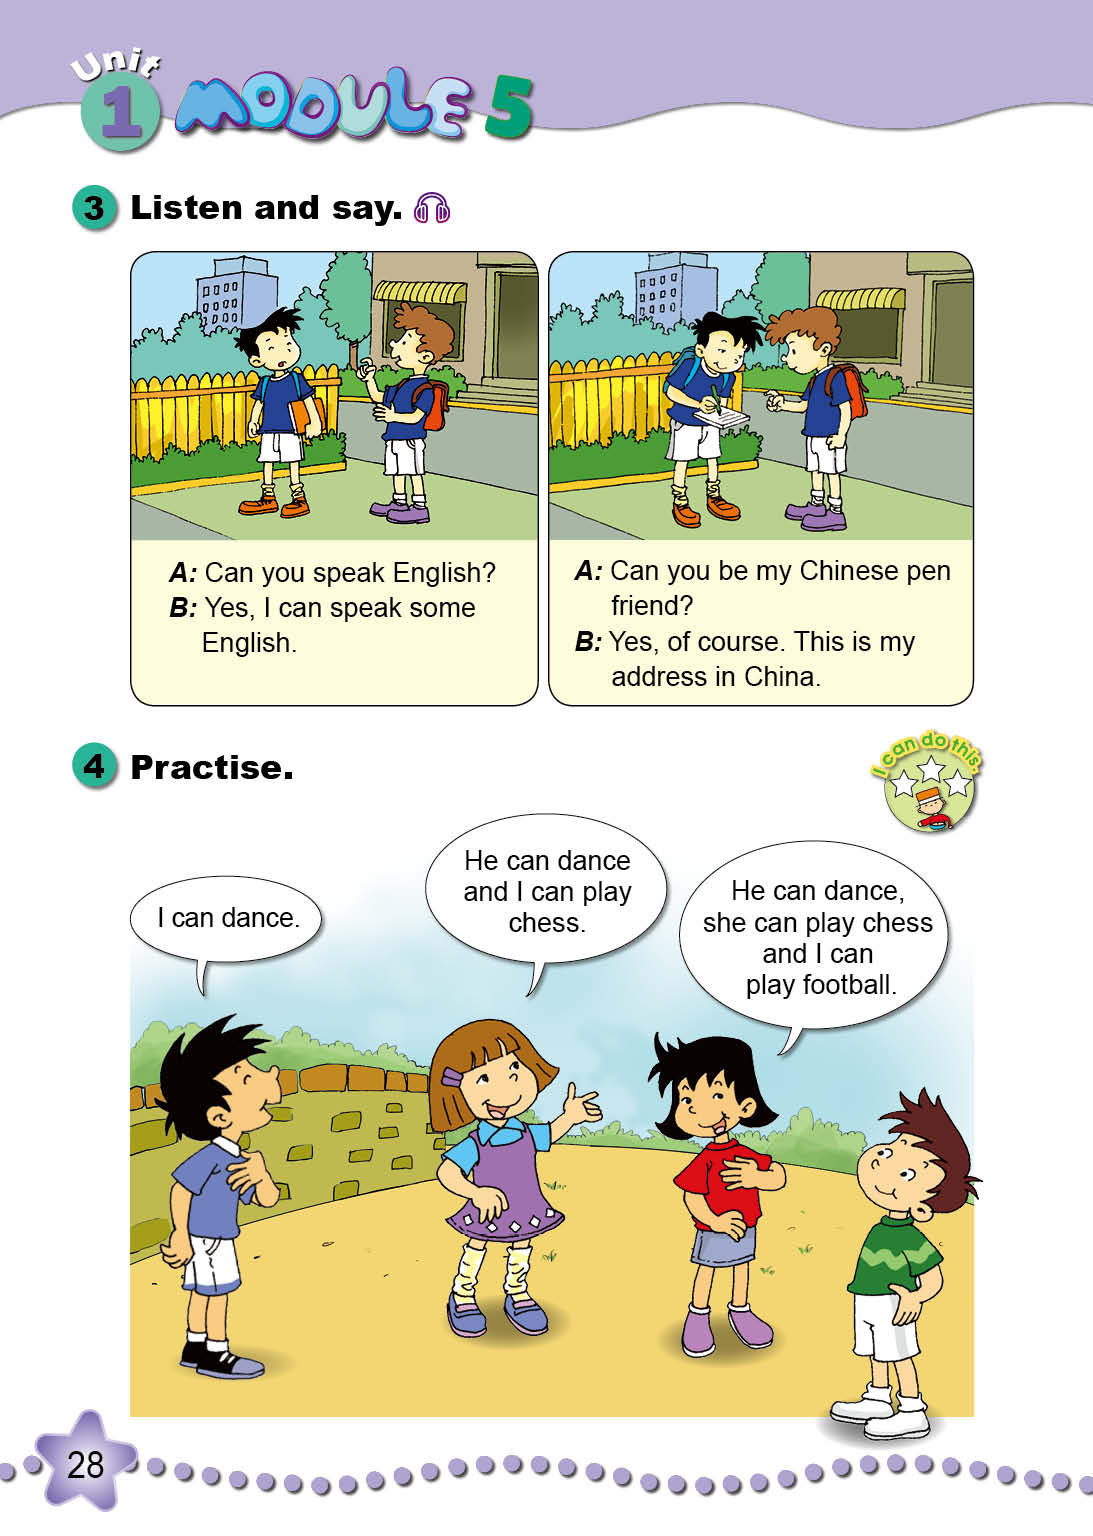 Unit
1 MODULE 5
3 Listen and say.
A: Can you speak English?
B: Yes, I can speak some
English.
A: Can you be my Chinese pen
friend?
B: Yes, of course. This is my
address in China.
4 Practise.
I can do this.
I can dance.
He can dance
and I can play
chess.
He can dance,
she can play chess
and I can
play football.
28